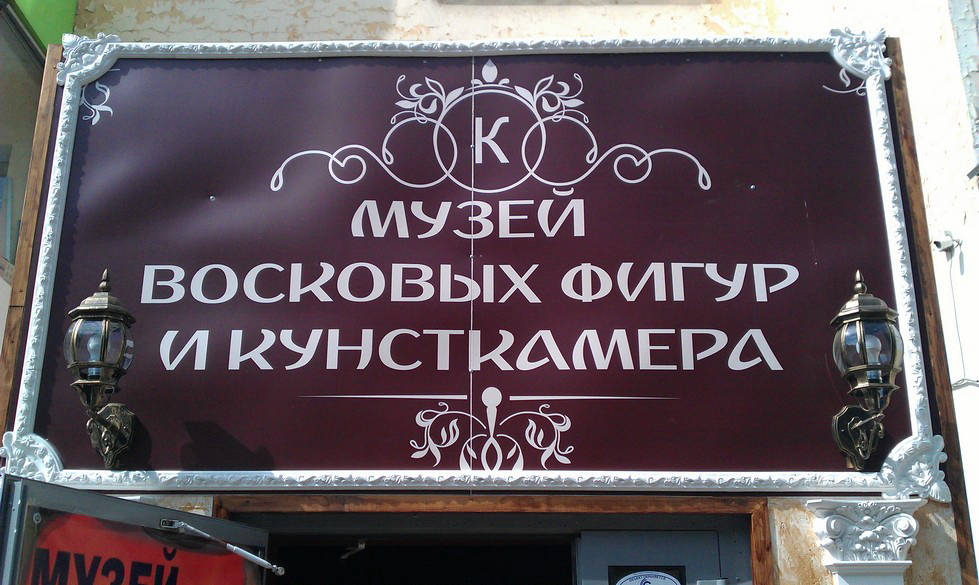 К
МУЗЕЙ
ВОСКОВЫХ ФИГУР
И КУНСТКАМЕРА
МУЗЕЙ